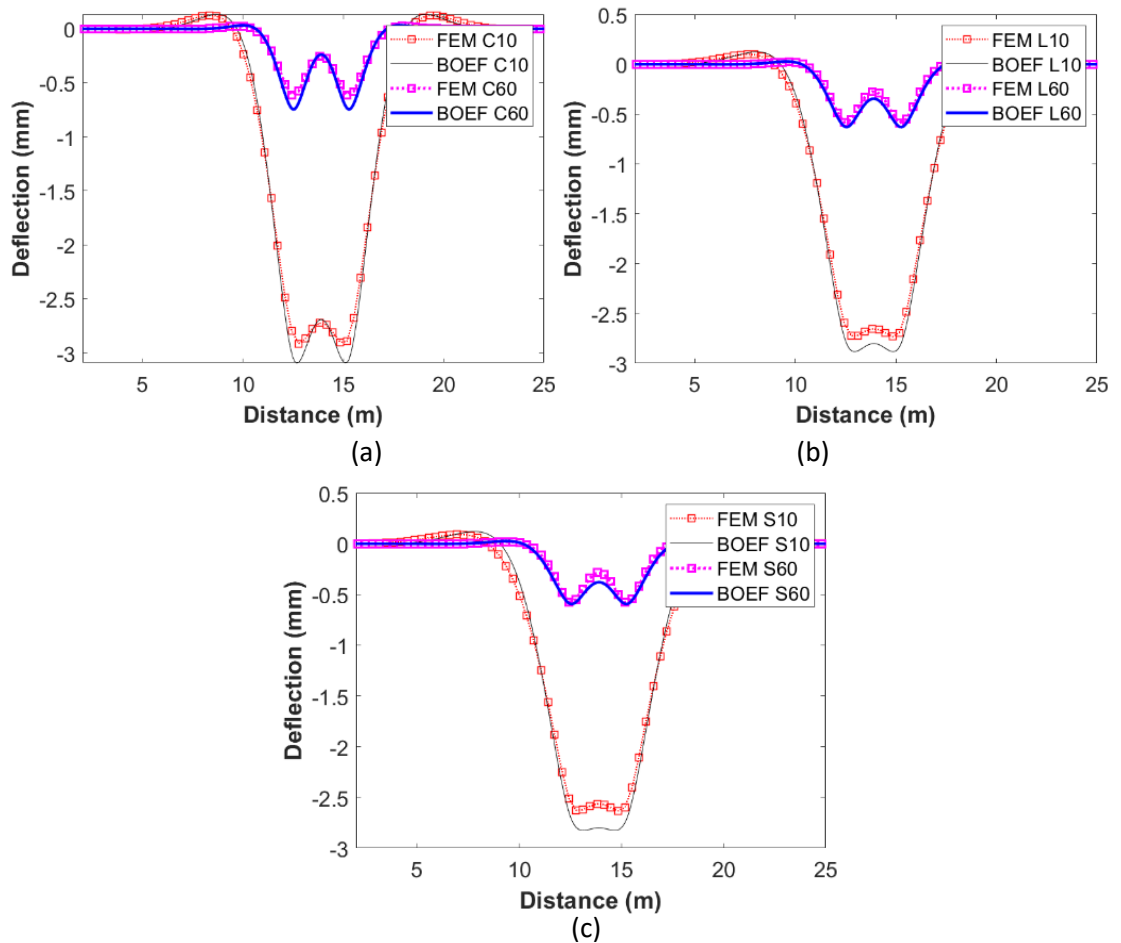 0
-0.5
-1
-1.5
-2
-2.5
-3
Deflection (mm)
5 10 15 20 25
Distance (m)
FEM C10
BOEF C10
FEM C60
BOEF C60
(a)
0.5
0
-0.5
-1
-1.5
-2
-2.5
-3
Deflection (mm)
5 10 15 20 25
Distance (m)
FEM L10
BOEF L10
FEM L60
BOEF L60
(b)
0.5
0
-0.5
-1
-1.5
-2
-2.5
-3
Deflection (mm)
5 10 15 20 25
Distance (m)
FEM S10
BOEF S10
FEM S60
BOEF S60
(c)